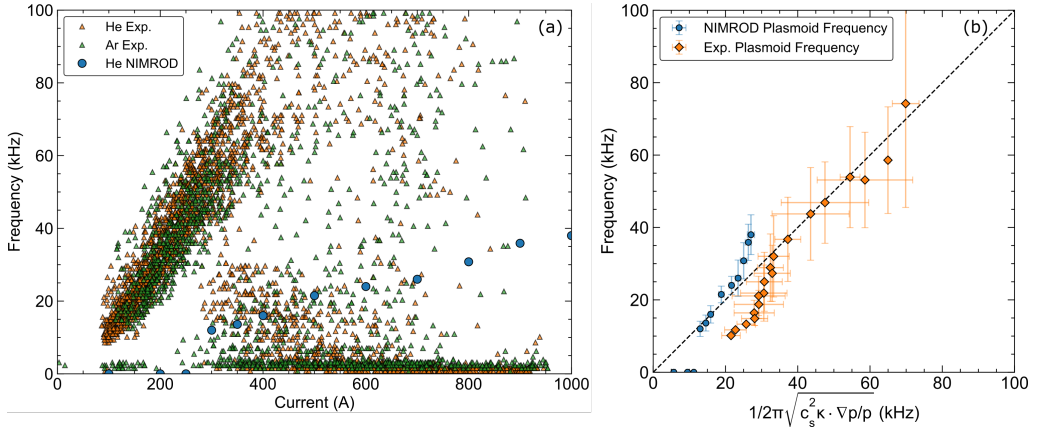 (a)
He Exp.
Ar Exp.
He NIMROD
100
80
60
40
20
0
Frequency (kHz)
0 200 400 600 800 1000
Current (A)
(b)
NIMROD Plasmoid Frequency
Exp. Plasmoid Frequency
100
80
60
40
20
0
Frequency (kHz)
0 20 40 60 80 100
1/2π√c_s^2κ · ∇p/p (kHz)